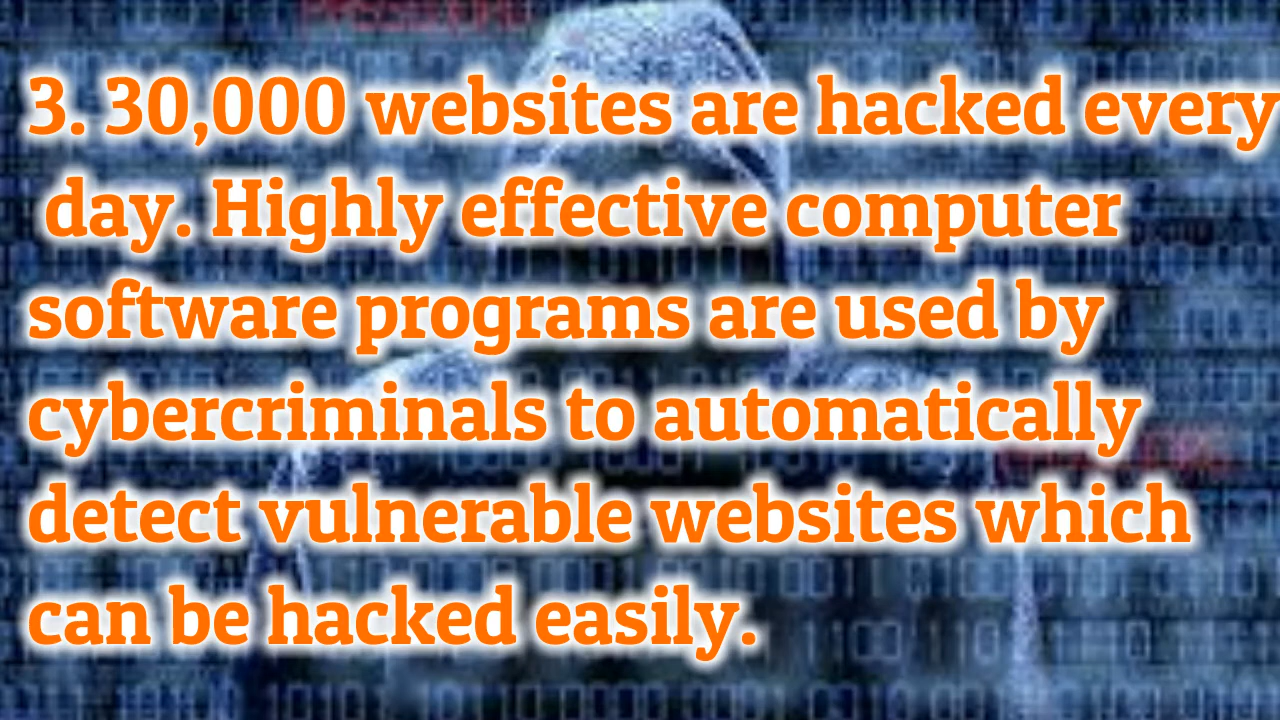 3. 30,000 websites are hacked every
day. Highly effective computer
software programs are used by
cybercriminals to automatically
detect vulnerable websites which
can be hacked easily.